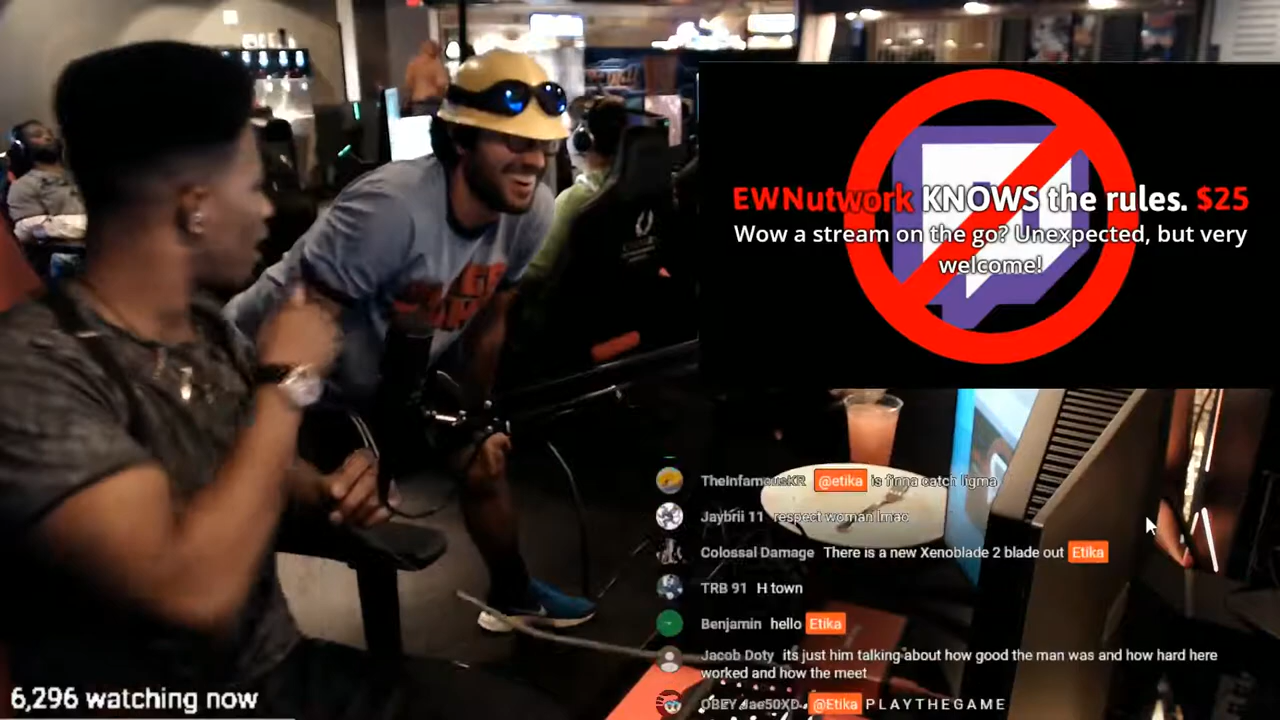 EWNutwork KNOWS the rules. $25
Wow a stream on the go? Unexpected, but very
welcome!
TheInfamousKR @etika is finna catch ligma
Jaybrii 11 respect woman lmao
Colossal Damage There is a new Xenoblade 2 blade out Etika
TRB 91 H town
Benjamin hello Etika
Jacob Doty its just him talking about how good the man was and how hard here
worked and how the meet
OBEY Jae50XD @Etika P L A Y T H E G A M E
6,296 watching now